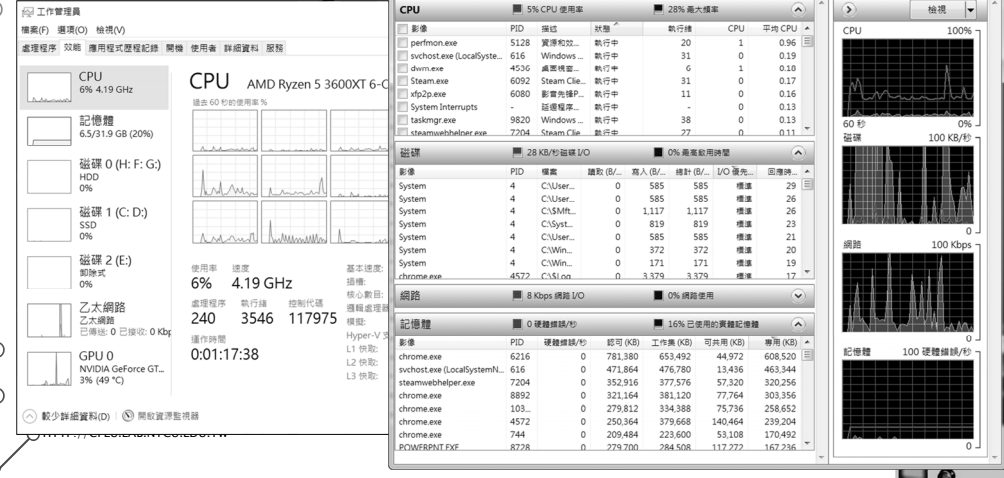 工作管理員
檔案(F) 選項(O) 檢視(V)
處理程序 效能 應用程式歷程記錄 開機 使用者 詳細資料 服務
CPU
6% 4.19 GHz
記憶體
6.5/31.9 GB (20%)
磁碟 0 (H: F: G:)
HDD
0%
磁碟 1 (C: D:)
SSD
0%
磁碟 2 (E:)
卸除式
0%
乙太網路
乙太網路
已傳送: 0 已接收: 0 Kbp
GPU 0
NVIDIA GeForce GT...
3% (49 °C)
CPU AMD Ryzen 5 3600XT 6-C
過去 60 秒的使用率 %
使用率 速度 基本速度:
6% 4.19 GHz 插槽:
核心數目:
處理程序 執行緒 控制代碼 邏輯處理器
240 3546 117975 模擬:
Hyper-V 支
運作時間 L1 快取:
0:01:17:38 L2 快取:
L3 快取:
較少詳細資料(D) 開啟資源監視器
CPU 5% CPU 使用率 28% 最大頻率
影像 PID 描述 狀態 執行緒 CPU 平均 CPU
perfmon.exe 5128 資源和效... 執行中 20 1 0.96
svchost.exe (LocalSyste... 616 Windows ... 執行中 31 0 0.19
dwm.exe 4536 桌面視窗... 執行中 6 1 0.18
Steam.exe 6092 Steam Clie... 執行中 31 0 0.17
xfp2p.exe 6080 影音先鋒P... 執行中 11 0 0.16
System Interrupts - 延遲程序... 執行中 - 0 0.13
taskmgr.exe 9820 Windows ... 執行中 38 0 0.13
steamwebhelper.exe 7204 Steam Clie... 執行中 27 0 0.11
磁碟 28 KB/秒磁碟 I/O 0% 最高啟用時間
影像 PID 檔案 讀取 (B/... 寫入 (B/... 總計 (B/... I/O 優先... 回應時...
System 4 C:\User... 0 585 585 標準 29
System 4 C:\User... 0 585 585 標準 26
System 4 C:\$Mft... 0 1,117 1,117 標準 26
System 4 C:\Syst... 0 819 819 標準 23
System 4 C:\User... 0 585 585 標準 21
System 4 C:\Win... 0 372 372 標準 20
System 4 C:\Win... 0 171 171 標準 19
chrome.exe 4572 C:\$Log... 0 3,379 3,379 標準 17
網路 8 Kbps 網路 I/O 0% 網路使用
記憶體 0 硬體錯誤/秒 16% 已使用的實體記憶體
影像 PID 硬體錯誤/秒 認可 (KB) 工作集 (KB) 可共用 (KB) 專用 (KB)
chrome.exe 6216 0 781,380 653,492 44,972 608,520
svchost.exe (LocalSystemN... 616 0 471,864 476,780 13,436 463,344
steamwebhelper.exe 7204 0 352,916 377,576 57,320 320,256
chrome.exe 8892 0 321,164 381,120 77,764 303,356
chrome.exe 103... 0 279,812 334,388 75,736 258,652
chrome.exe 4572 0 250,364 379,668 140,464 239,204
chrome.exe 744 0 209,484 223,600 53,108 170,492
POWERPNT.EXE 8728 0 279,700 284,508 117,272 167,236
檢視
CPU 100%
60 秒 0%
磁碟 100 KB/秒
0
網路 100 Kbps
0
記憶體 100 硬體錯誤/秒
0